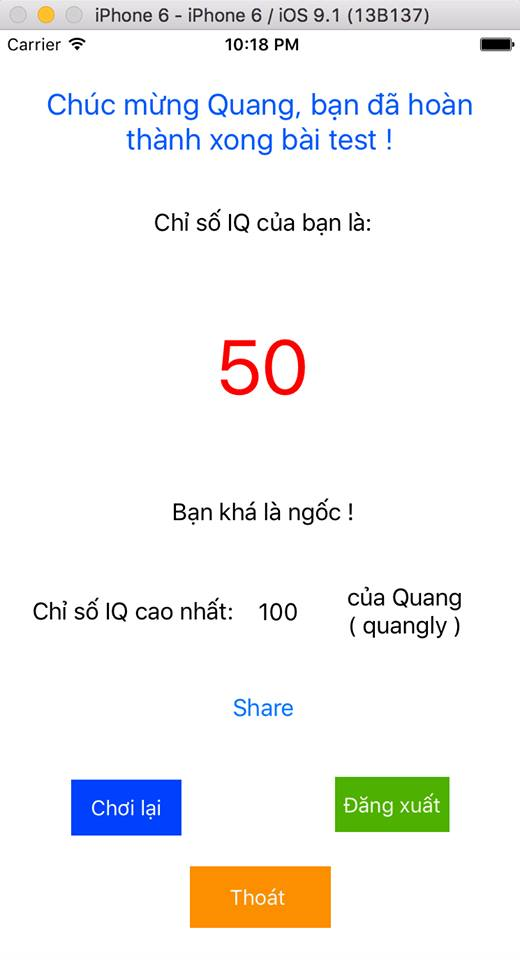 iPhone 6 - iPhone 6 / iOS 9.1 (13B137)
Carrier 10:18 PM
Chúc mừng Quang, bạn đã hoàn
thành xong bài test !
Chỉ số IQ của bạn là:
50
Bạn khá là ngốc !
Chỉ số IQ cao nhất: 100 của Quang
( quangly )
Share
Chơi lại Đăng xuất
Thoát